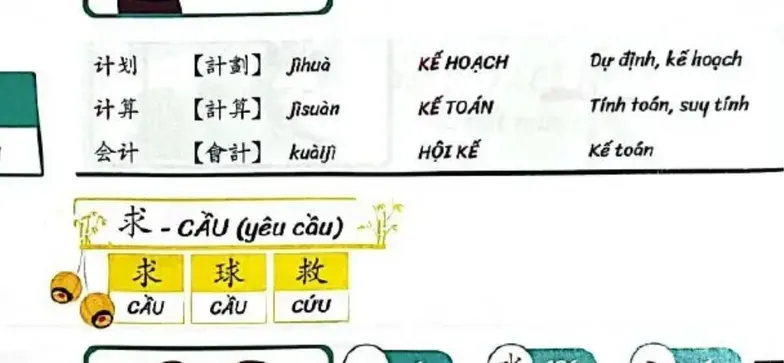 计划 【計劃】 jìhuà KẾ HOẠCH Dự định, kế hoạch
计算 【計算】 jìsuàn KẾ TOÁN Tính toán, suy tính
会计 【會計】 kuàijì HỘI KẾ Kế toán
求 - CẦU (yêu cầu)
求 球 救
CẦU CẦU CỨU